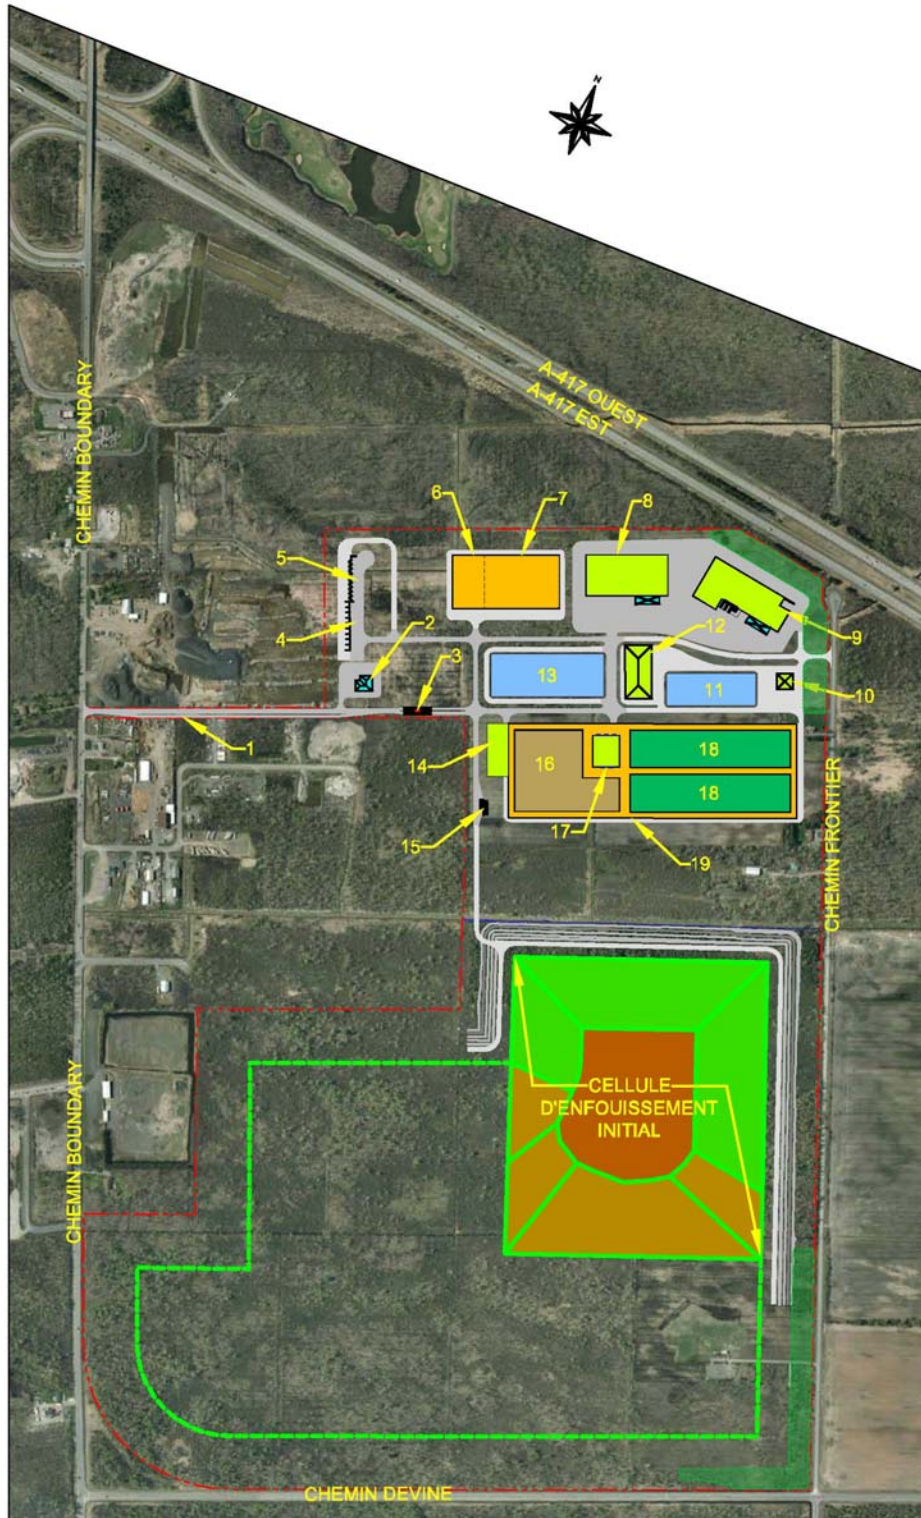 N
A-417 OUEST
A-417 EST
CHEMIN BOUNDARY
6
7
8
5
4
2
3
12
9
13
11
10
1
14
16
18
18
15
17
19
CHEMIN FRONTIER
CELLULE
D'ENFOUISSEMENT
INITIAL
CHEMIN BOUNDARY
CHEMIN DEVINE